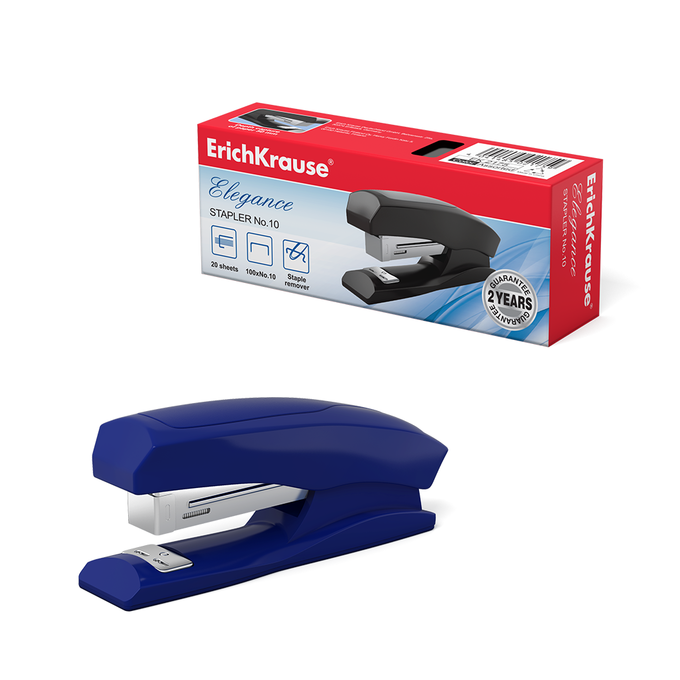 ErichKrause®
Elegance
STAPLER No.10
20 sheets
100xNo.10
Staple
remover
GUARANTEE
2 YEARS
GUARANTEE
ErichKrause®
Elegance
STAPLER No.10